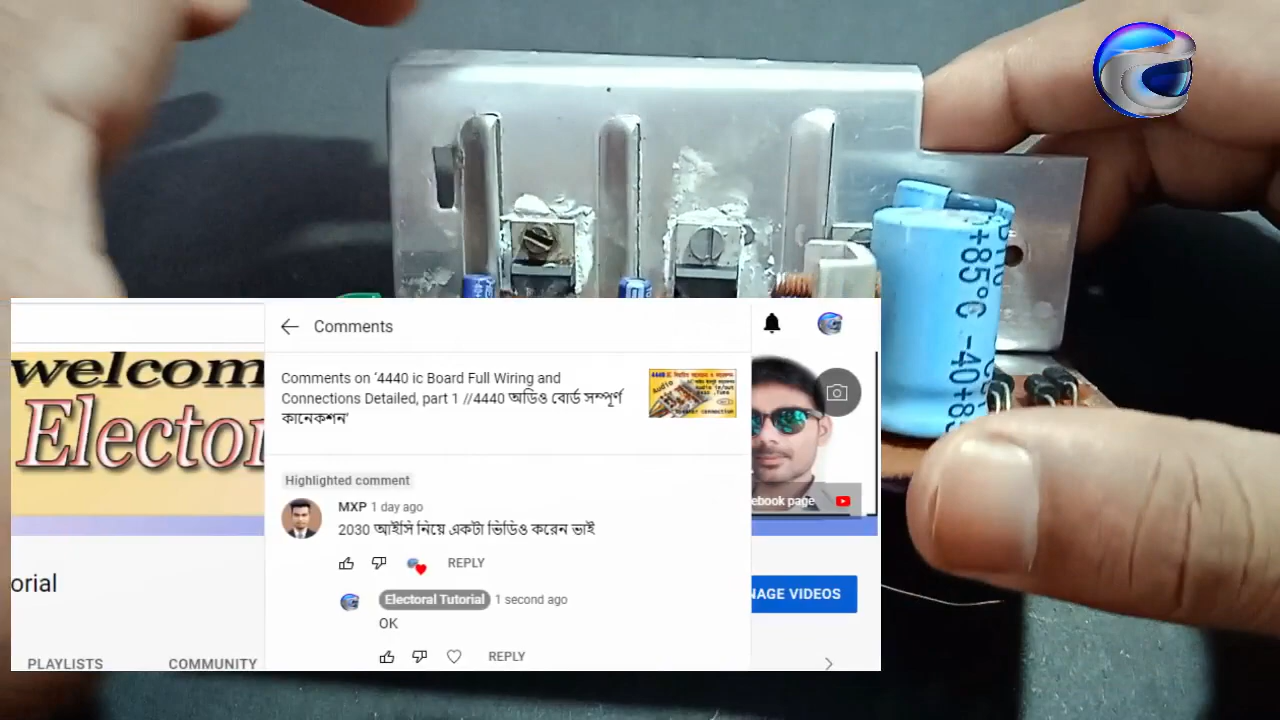 +85°C -40+85
welcom
Elector
orial
PLAYLISTS
COMMUNITY
Comments
Comments on '4440 ic Board Full Wiring and
Connections Detailed, part 1 //4440 অডিও বোর্ড সম্পূর্ণ
কানেকশন'
Audio
Highlighted comment
MXP 1 day ago
2030 আইসি নিয়ে একটা ভিডিও করেন ভাই
REPLY
Electoral Tutorial 1 second ago
OK
REPLY
ebook page
NAGE VIDEOS